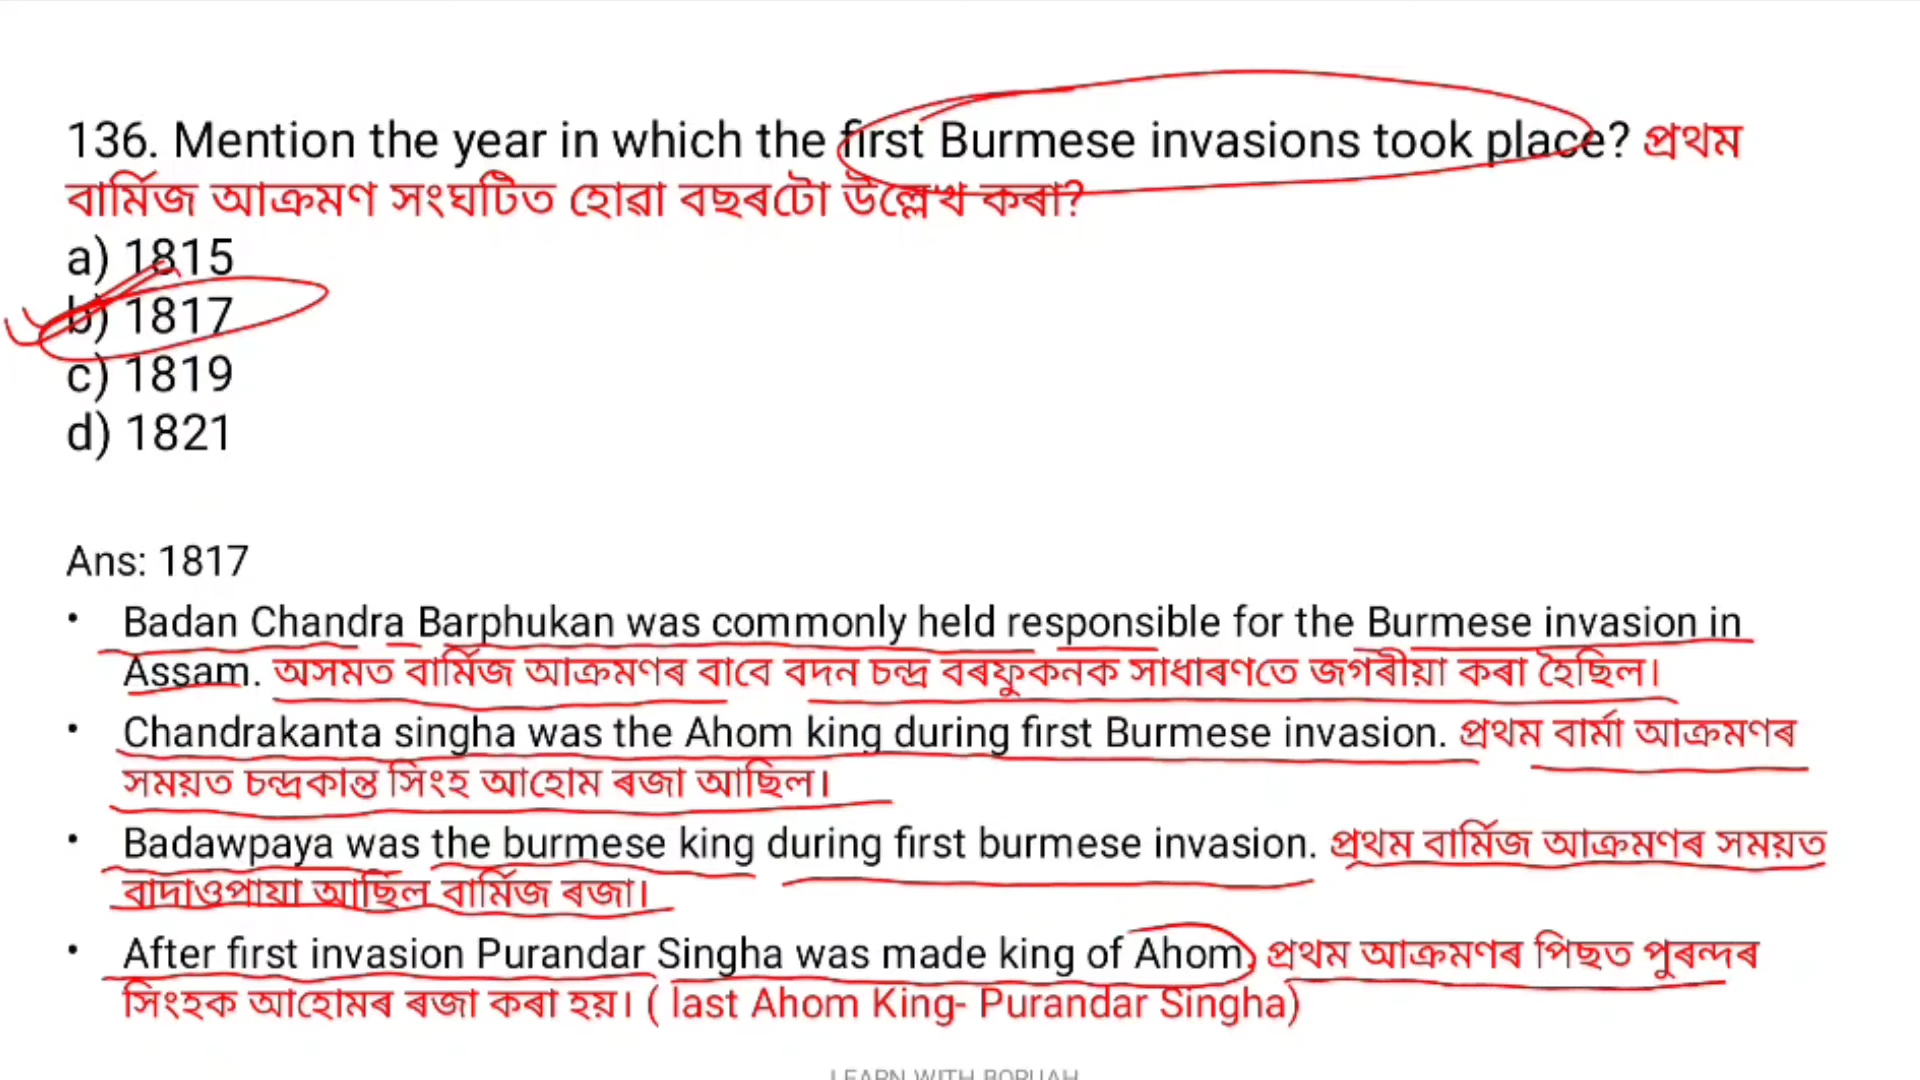 136. Mention the year in which the first Burmese invasions took place? প্ৰথম
বাৰ্মিজ আক্ৰমণ সংঘটিত হোৱা বছৰটো উল্লেখ কৰা?
a) 1815
b) 1817
c) 1819
d) 1821
Ans: 1817
• Badan Chandra Barphukan was commonly held responsible for the Burmese invasion in
Assam. অসমত বাৰ্মিজ আক্ৰমণৰ বাবে বদন চন্দ্ৰ বৰফুকনক সাধাৰণতে জগৰীয়া কৰা হৈছিল।
• Chandrakanta singha was the Ahom king during first Burmese invasion. প্ৰথম বাৰ্মা আক্ৰমণৰ
সময়ত চন্দ্ৰকান্ত সিংহ আহোম ৰজা আছিল।
• Badawpaya was the burmese king during first burmese invasion. প্ৰথম বাৰ্মিজ আক্ৰমণৰ সময়ত
বাদাওপায়া আছিল বাৰ্মিজ ৰজা।
• After first invasion Purandar Singha was made king of Ahom. প্ৰথম আক্ৰমণৰ পিছত পুৰন্দৰ
সিংহক আহোমৰ ৰজা কৰা হয়। ( last Ahom King- Purandar Singha)
LEARN WITH BORUAH